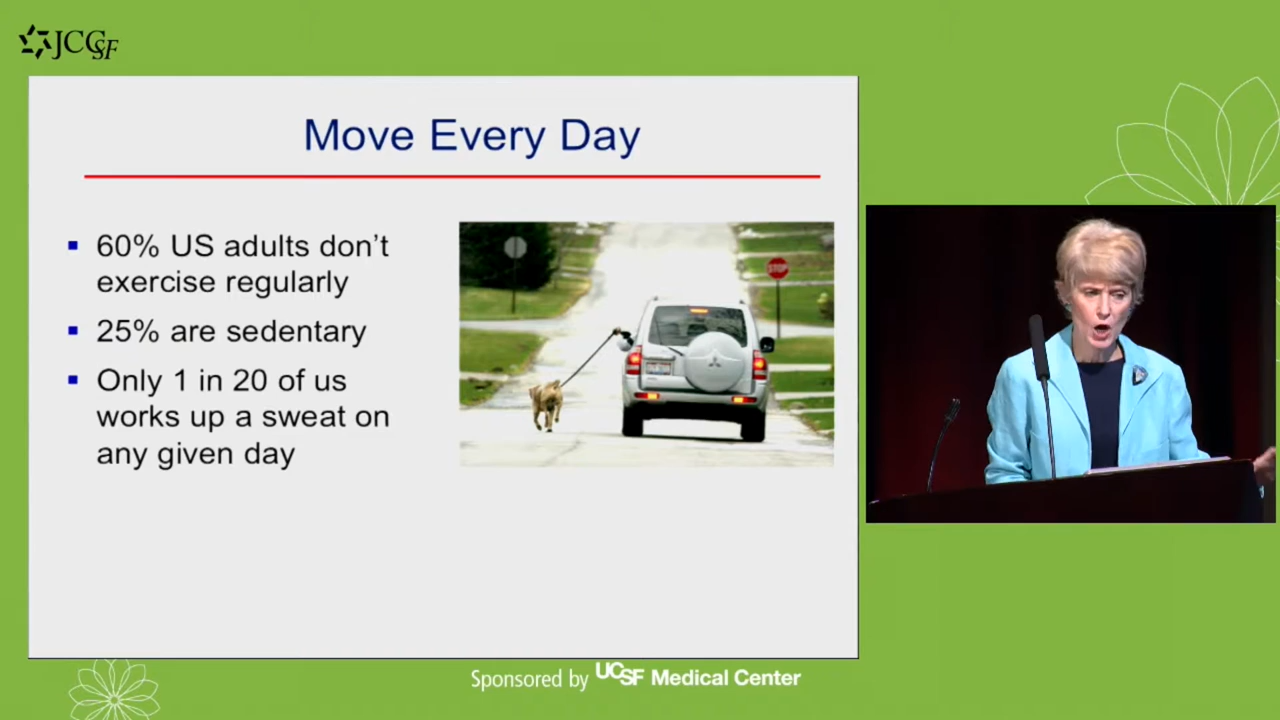 JCCSF
Move Every Day
60% US adults don't
exercise regularly
25% are sedentary
Only 1 in 20 of us
works up a sweat on
any given day
STOP
Sponsored by UCSF Medical Center